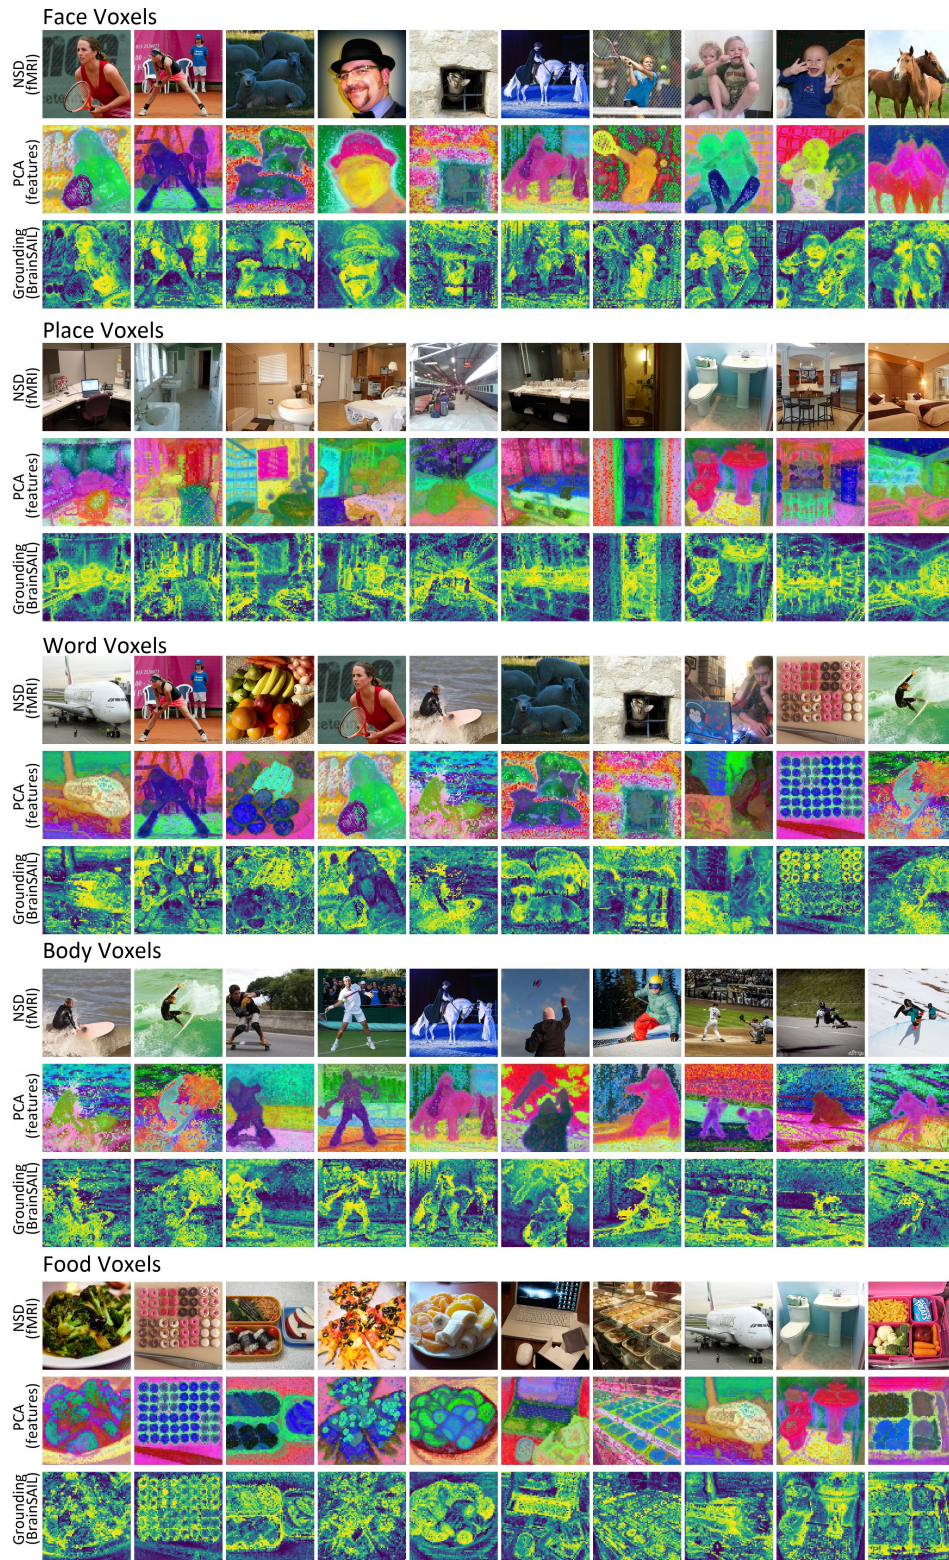 Face Voxels
NSD
(fMRI)
PCA
(features)
Grounding
(BrainSAIL)
Place Voxels
NSD
(fMRI)
PCA
(features)
Grounding
(BrainSAIL)
Word Voxels
NSD
(fMRI)
PCA
(features)
Grounding
(BrainSAIL)
Body Voxels
NSD
(fMRI)
PCA
(features)
Grounding
(BrainSAIL)
Food Voxels
NSD
(fMRI)
PCA
(features)
Grounding
(BrainSAIL)